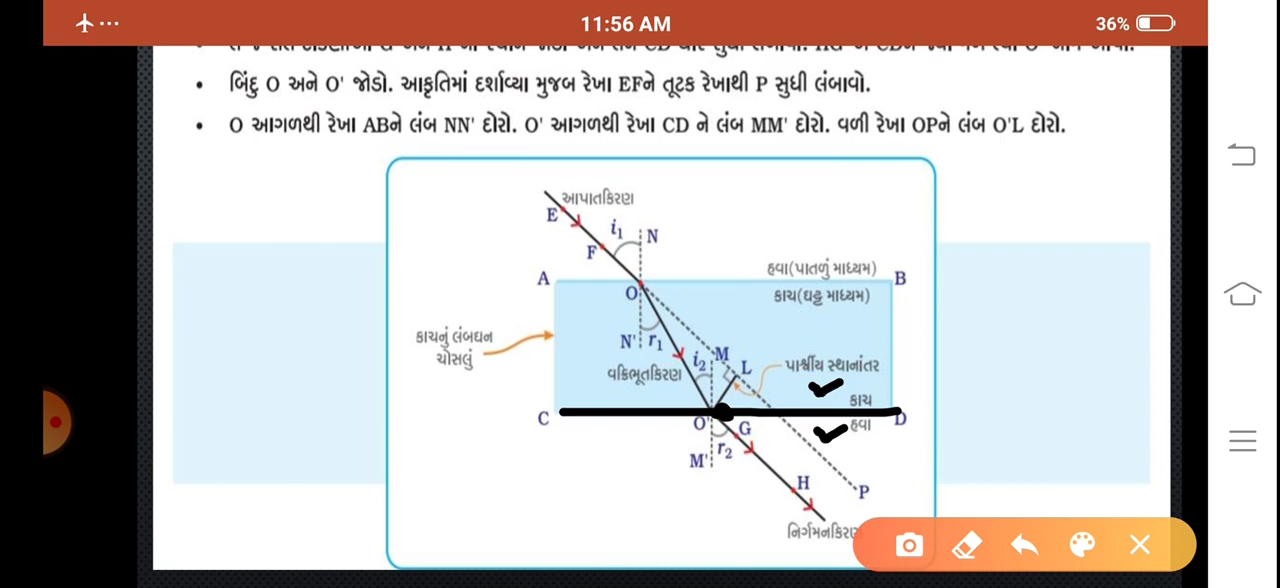 11:56 AM
36%
બિંદુ O અને O' જોડો. આકૃતિમાં દર્શાવ્યા મુજબ રેખા EFને તૂટક રેખાથી P સુધી લંબાવો.
O આગળથી રેખા ABને લંબ NN' દોરો. O' આગળથી રેખા CD ને લંબ MM' દોરો. વળી રેખા OPને લંબ O'L દોરો.
આપાતકિરણ
E
i1
N
F
હવા(પાતળું માધ્યમ)
A
B
O
કાચ(ઘટ્ટ માધ્યમ)
કાચનું લંબઘન
ચોસલું
N'
r1
i2
M
L
પાર્શ્વીય સ્થાનાંતર
વક્રિભૂતકિરણ
કાચ
C
D
O'
G
હવા
M'
r2
H
P
નિર્ગમનકિરણ